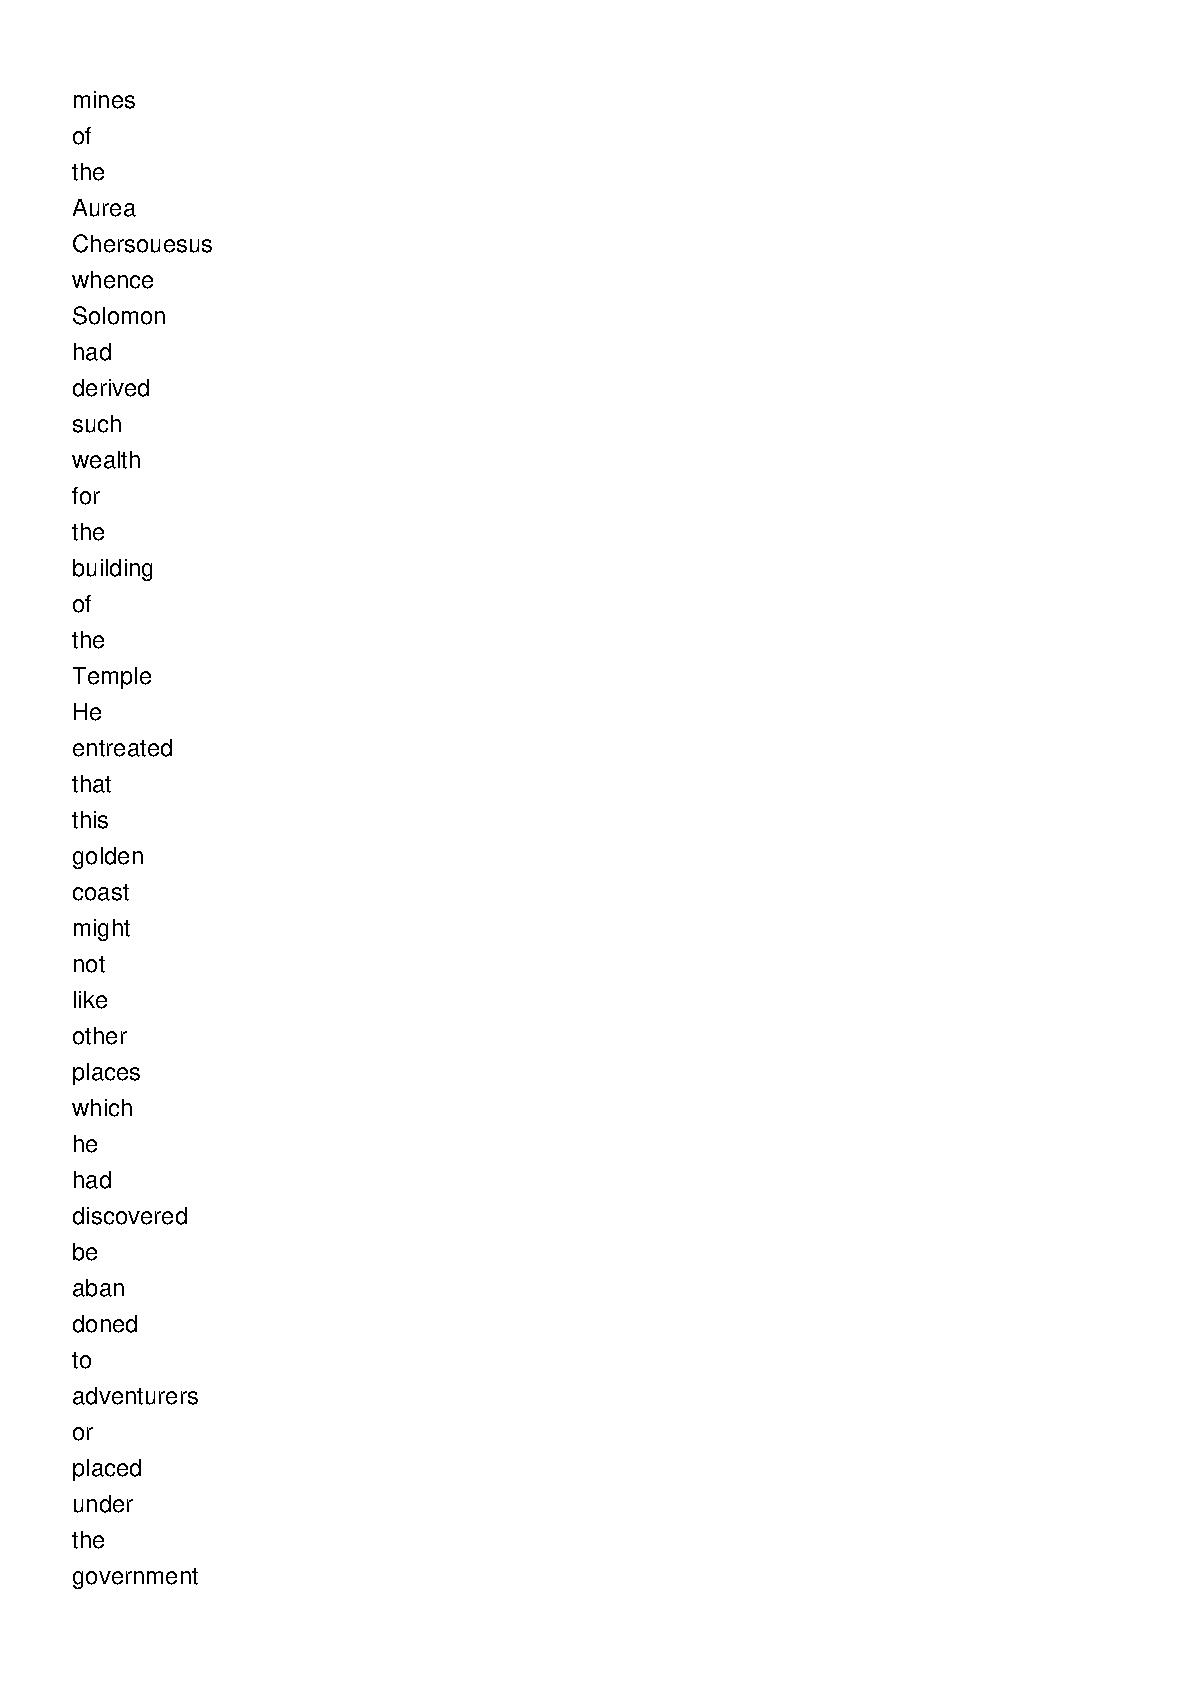 mines
of
the
Aurea
Chersouesus
whence
Solomon
had
derived
such
wealth
for
the
building
of
the
Temple
He
entreated
that
this
golden
coast
might
not
like
other
places
which
he
had
discovered
be
aban
doned
to
adventurers
or
placed
under
the
government